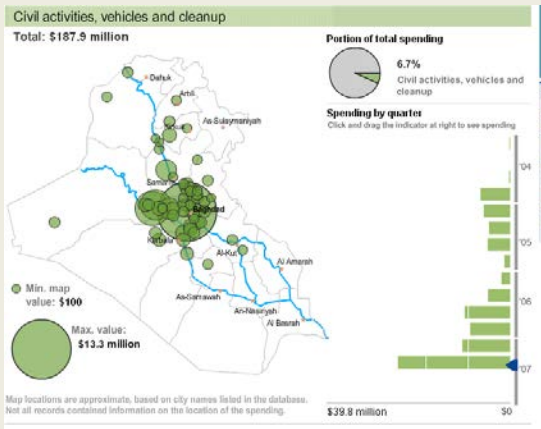 Civil activities, vehicles and cleanup
Total: $187.9 million
Portion of total spending
6.7%
Civil activities, vehicles and
cleanup
Spending by quarter
Click and drag the indicator at right to see spending
Dahuk
Arbil
As-Sulaymaniyah
Samarra
Baghdad
Karbala
Al-Kut
Al Amarah
As-Samawah
An-Nasiriyah
Al Basrah
'04
'05
'06
'07
Min. map
value: $100
Max. value:
$13.3 million
Map locations are approximate, based on city names listed in the database.
Not all records contained information on the location of the spending.
$39.8 million
$0